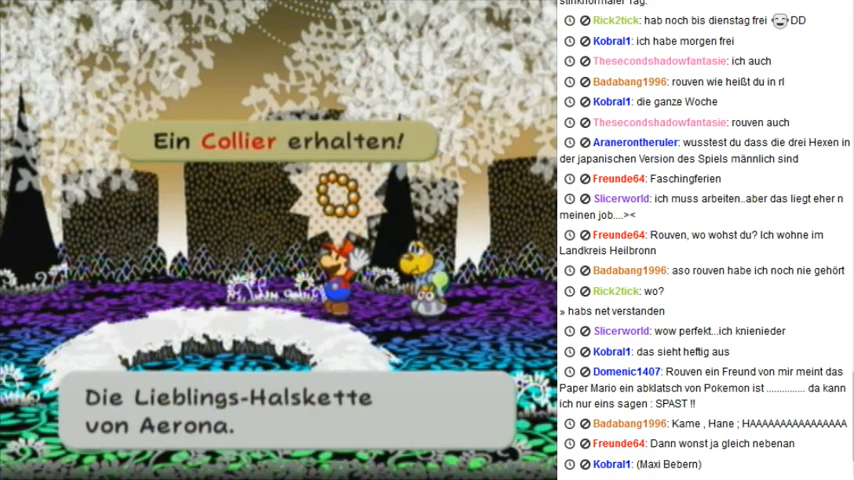 Ein Collier erhalten!
Die Lieblings-Halskette
von Aerona.
stinknormaler Tag.
Rick2tick: hab noch bis dienstag frei DD
Kobral1: ich habe morgen frei
Thesecondshadowfantasie: ich auch
Badabang1996: rouven wie heißt du in rl
Kobral1: die ganze Woche
Thesecondshadowfantasie: rouven auch
Aranerontheruler: wusstest du dass die drei Hexen in
der japanischen Version des Spiels männlich sind
Freunde64: Faschingferien
Slicerworld: ich muss arbeiten..aber das liegt eher n
meinen job....><
Freunde64: Rouven, wo wohst du? Ich wohne im
Landkreis Heilbronn
Badabang1996: aso rouven habe ich noch nie gehört
Rick2tick: wo?
» habs net verstanden
Slicerworld: wow perfekt...ich knienieder
Kobral1: das sieht heftig aus
Domenic1407: Rouven ein Freund von mir meint das
Paper Mario ein abklatsch von Pokemon ist ............... da kann
ich nur eins sagen : SPAST !!
Badabang1996: Kame , Hane ; HAAAAAAAAAAAAAAA
Freunde64: Dann wonst ja gleich nebenan
Kobral1: (Maxi Bebern)